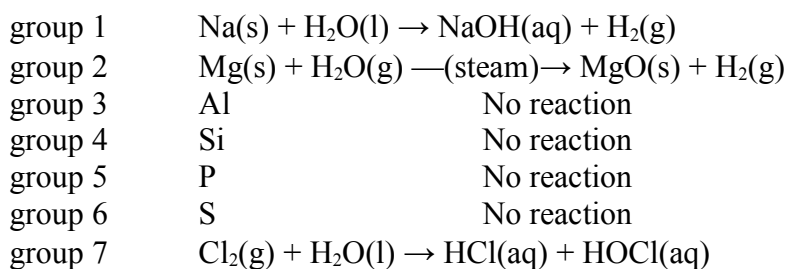 group 1 Na(s) + H₂O(l) → NaOH(aq) + H₂(g)
group 2 Mg(s) + H₂O(g) —(steam)→ MgO(s) + H₂(g)
group 3 Al No reaction
group 4 Si No reaction
group 5 P No reaction
group 6 S No reaction
group 7 Cl₂(g) + H₂O(l) → HCl(aq) + HOCl(aq)